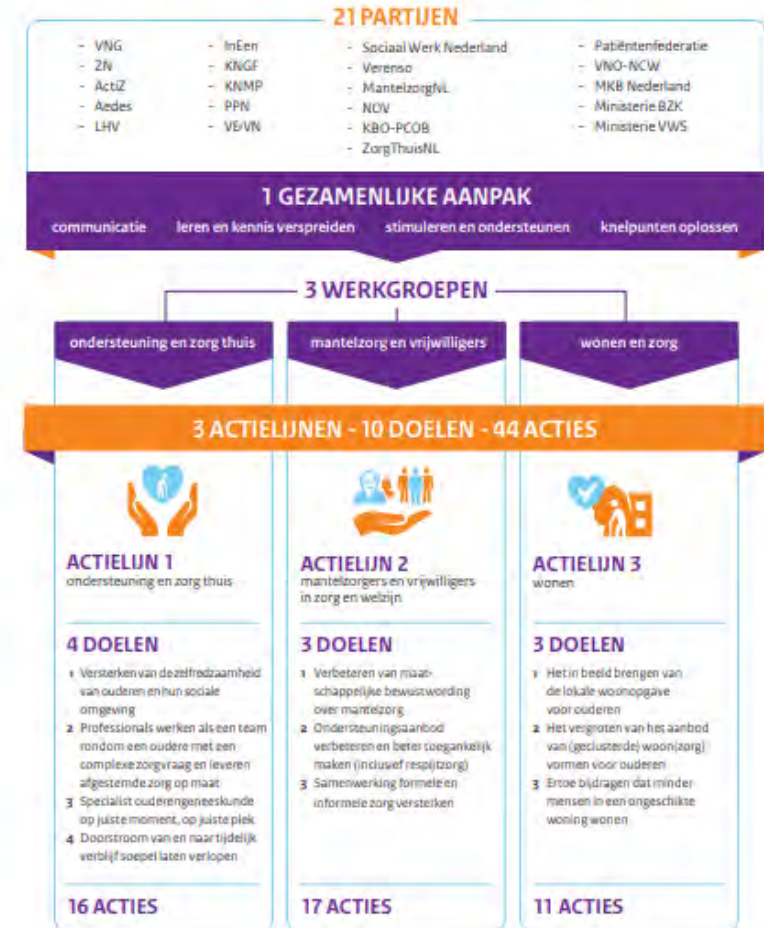 21 PARTIJEN
- VNG
- ZN
- ActiZ
- Aedes
- LHV
- InEen
- KNGF
- KNMP
- PPN
- V&VN
- Sociaal Werk Nederland
- Verenso
- MantelzorgNL
- NOV
- KBO-PCOB
- ZorgThuisNL
- Patiëntenfederatie
- VNO-NCW
- MKB Nederland
- Ministerie BZK
- Ministerie VWS
1 GEZAMENLIJKE AANPAK
communicatie leren en kennis verspreiden stimuleren en ondersteunen knelpunten oplossen
3 WERKGROEPEN
ondersteuning en zorg thuis
mantelzorg en vrijwilligers
wonen en zorg
3 ACTIELIJNEN - 10 DOELEN - 44 ACTIES
ACTIELIJN 1
ondersteuning en zorg thuis
4 DOELEN
1 Versterken van de zelfredzaamheid
van ouderen en hun sociale
omgeving
2 Professionals werken als een team
rondom een oudere met een
complexe zorgvraag en leveren
afgestemde zorg op maat
3 Specialist ouderengeneeskunde
op juiste moment, op juiste plek
4 Doorstroom van en naar tijdelijk
verblijf soepel laten verlopen
16 ACTIES
ACTIELIJN 2
mantelzorgers en vrijwilligers
in zorg en welzijn
3 DOELEN
1 Verbeteren van maat-
schappelijke bewustwording
over mantelzorg
2 Ondersteuningsaanbod
verbeteren en beter toegankelijk
maken (inclusief respijtzorg)
3 Samenwerking formele en
informele zorg versterken
17 ACTIES
ACTIELIJN 3
wonen
3 DOELEN
1 Het in beeld brengen van
de lokale woonopgave
voor ouderen
2 Het vergroten van het aanbod
van (geclusterde) woon(zorg)
vormen voor ouderen
3 Ertoe bijdragen dat minder
mensen in een ongeschikte
woning wonen
11 ACTIES